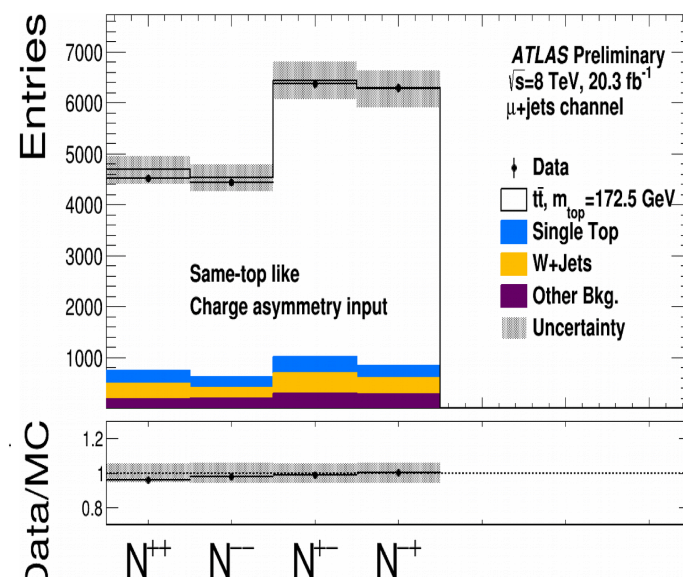 Entries
7000
6000
5000
4000
3000
2000
1000
ATLAS Preliminary
√s=8 TeV, 20.3 fb⁻¹
μ+jets channel
Data
tt̄, m_top=172.5 GeV
Single Top
W+Jets
Other Bkg.
Uncertainty
Same-top like
Charge asymmetry input
Data/MC
1.2
1
0.8
N⁺⁺ N⁻⁻ N⁺⁻ N⁻⁺